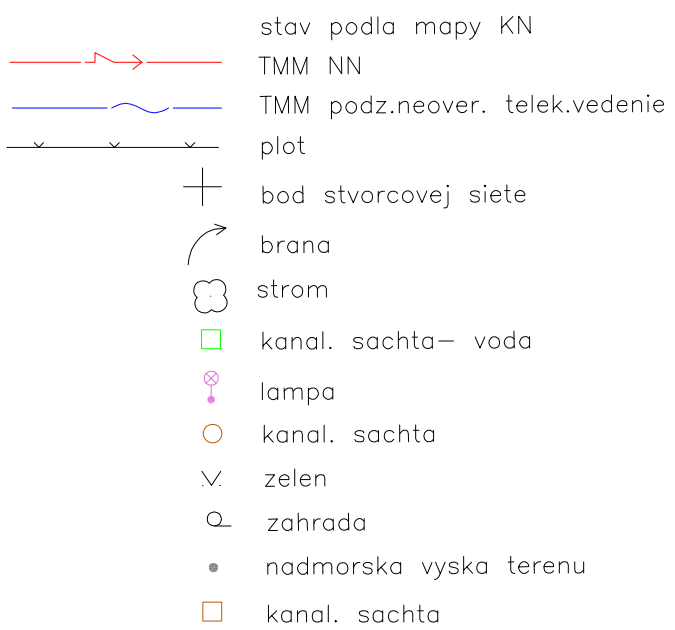 stav podla mapy KN
TMM NN
TMM podz.neover. telek.vedenie
plot
bod stvorcovej siete
brana
strom
kanal. sachta- voda
lampa
kanal. sachta
zelen
zahrada
nadmorska vyska terenu
kanal. sachta